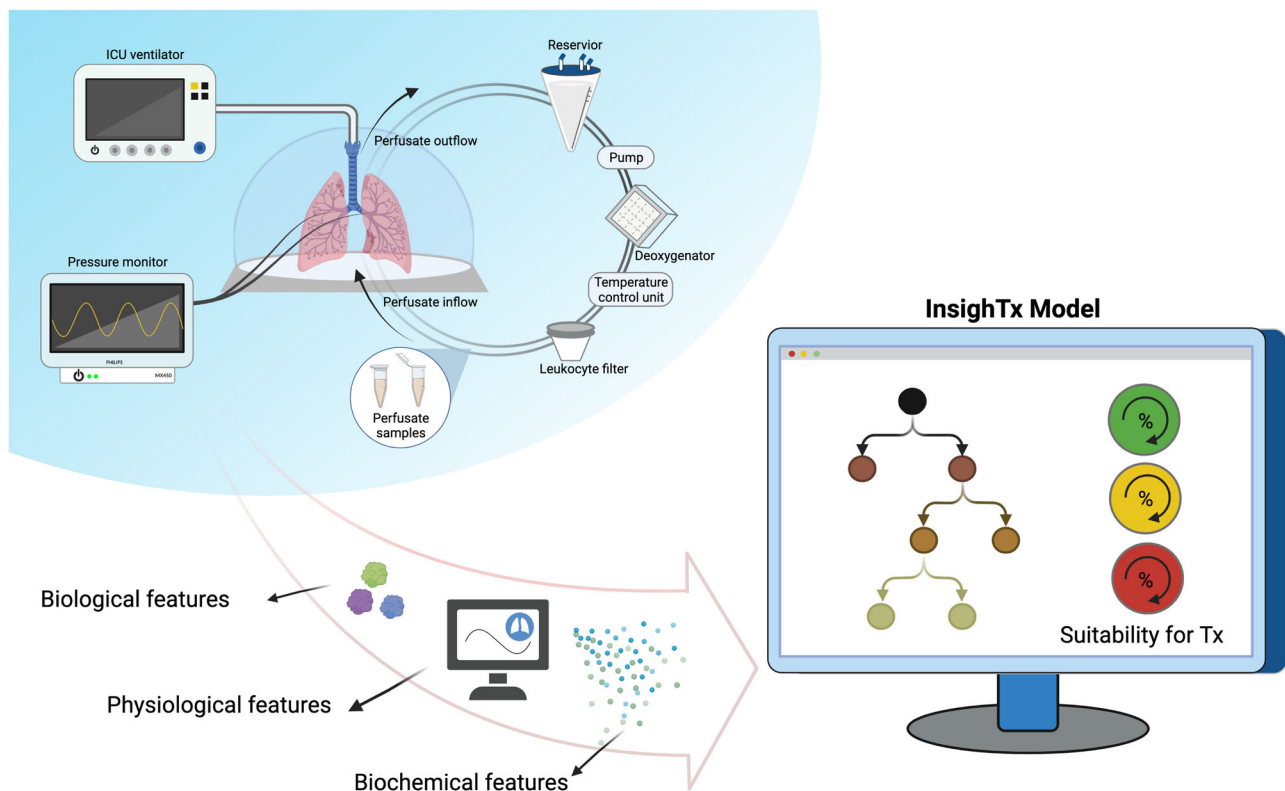 ICU ventilator
Reservior
Perfusate outflow
Pump
Deoxygenator
Pressure monitor
Temperature
control unit
Perfusate inflow
PHILIPS
MX450
Leukocyte filter
Perfusate
samples
InsighTx Model
%
%
%
Suitability for Tx
Biological features
Physiological features
Biochemical features